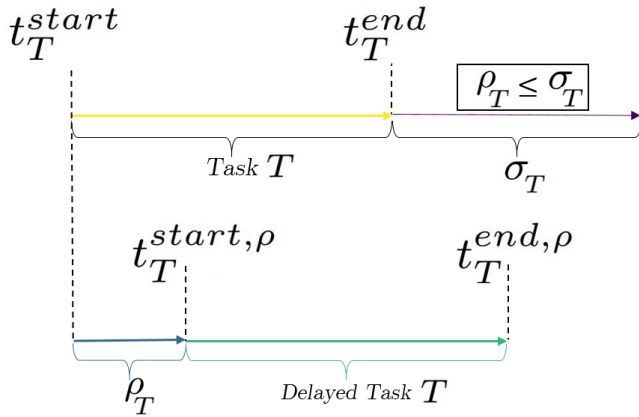 t_T^{start} t_T^{end}
ρ_T ≤ σ_T
Task T
σ_T
t_T^{start,ρ} t_T^{end,ρ}
ρ_T
Delayed Task T